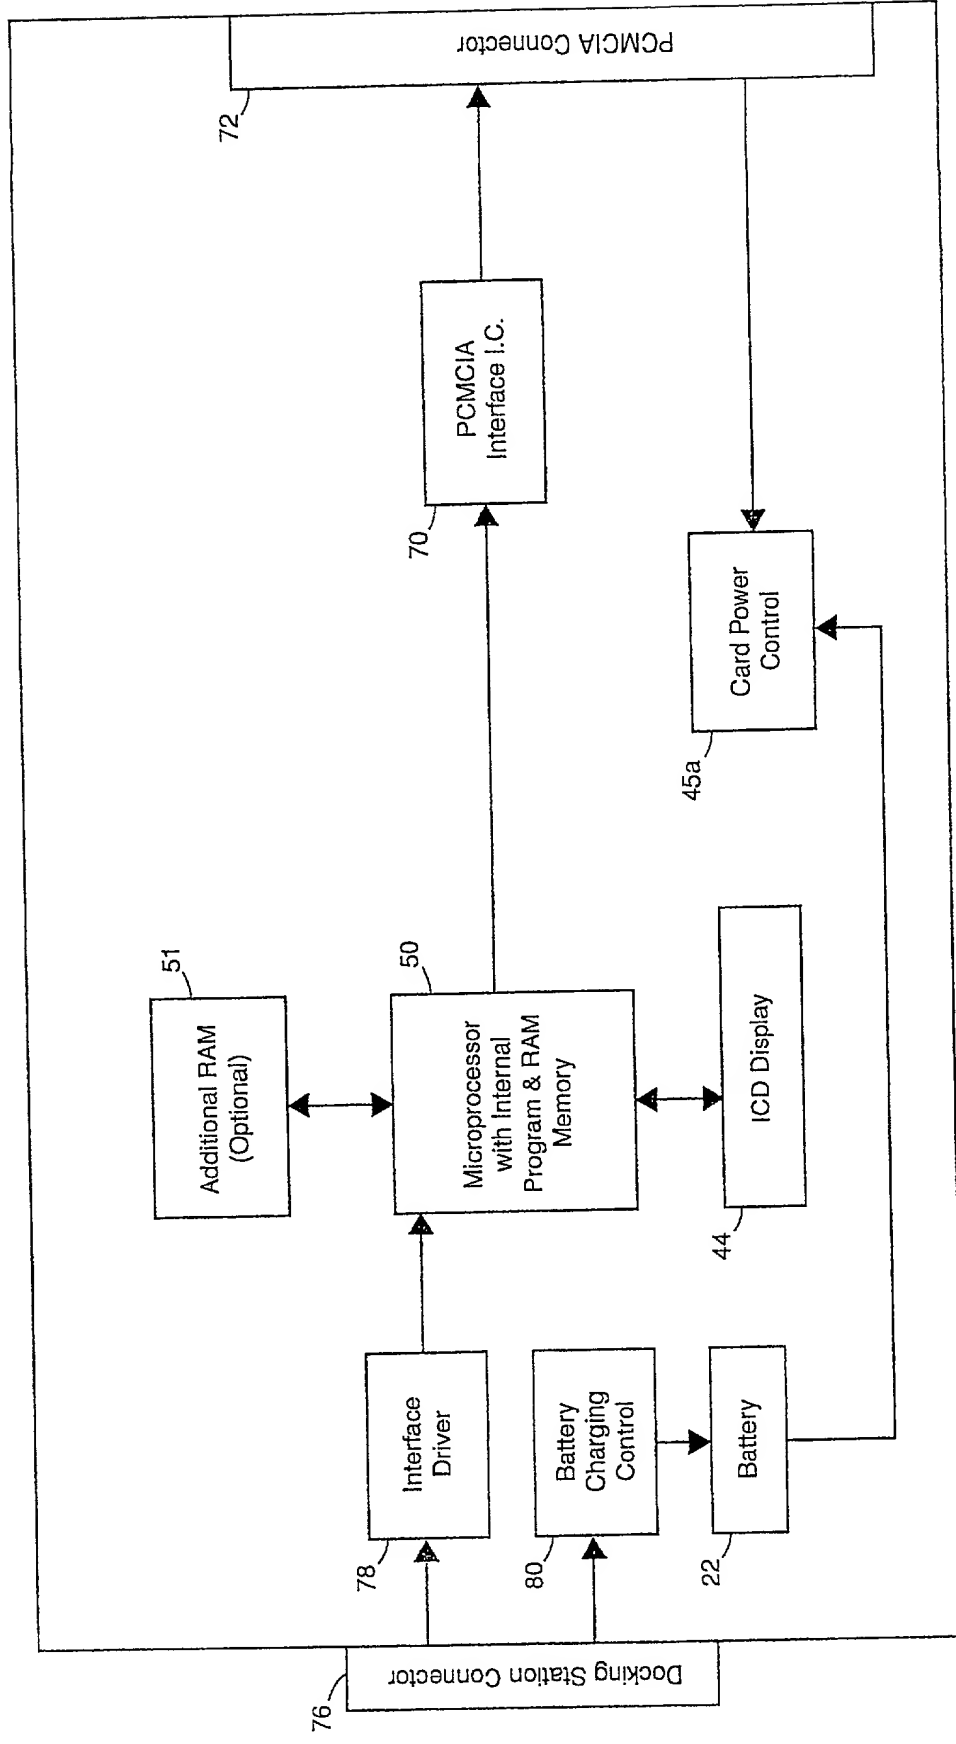 76
Docking Station Connector
78
Interface
Driver
80
Battery
Charging
Control
22
Battery
51
Additional RAM
(Optional)
50
Microprocessor
with Internal
Program & RAM
Memory
44
ICD Display
70
PCMCIA
Interface I.C.
45a
Card Power
Control
72
PCMCIA Connector